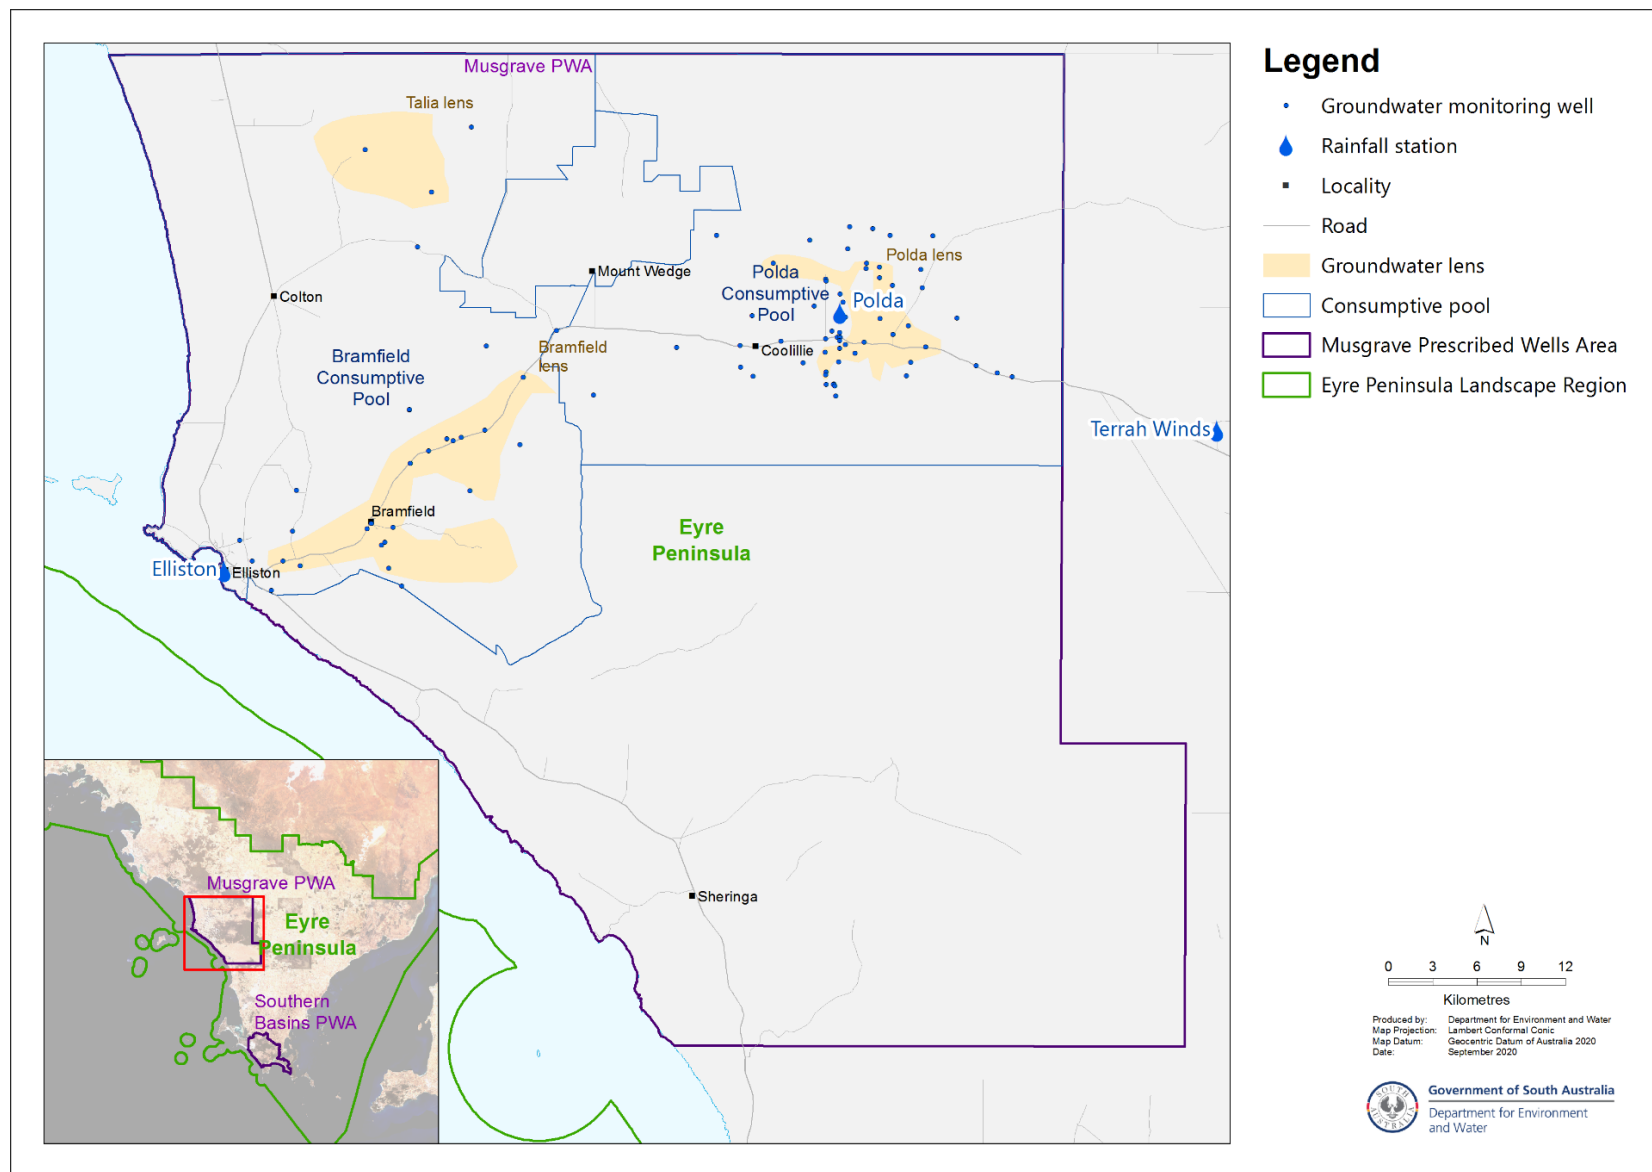 Musgrave PWA
Talia lens
Mount Wedge
Colton
Polda lens
Polda
Consumptive
Pool
Polda
Coolillie
Bramfield
lens
Bramfield
Consumptive
Pool
Terrah Winds
Bramfield
Eyre
Peninsula
Elliston
Elliston
Sheringa
Musgrave PWA
Eyre
Peninsula
Southern
Basins PWA
Legend
Groundwater monitoring well
Rainfall station
Locality
Road
Groundwater lens
Consumptive pool
Musgrave Prescribed Wells Area
Eyre Peninsula Landscape Region
N
0 3 6 9 12
Kilometres
Produced by: Department for Environment and Water
Map Projection: Lambert Conformal Conic
Map Datum: Geocentric Datum of Australia 2020
Date: September 2020
SOUTH
AUSTRALIA
Government of South Australia
Department for Environment
and Water